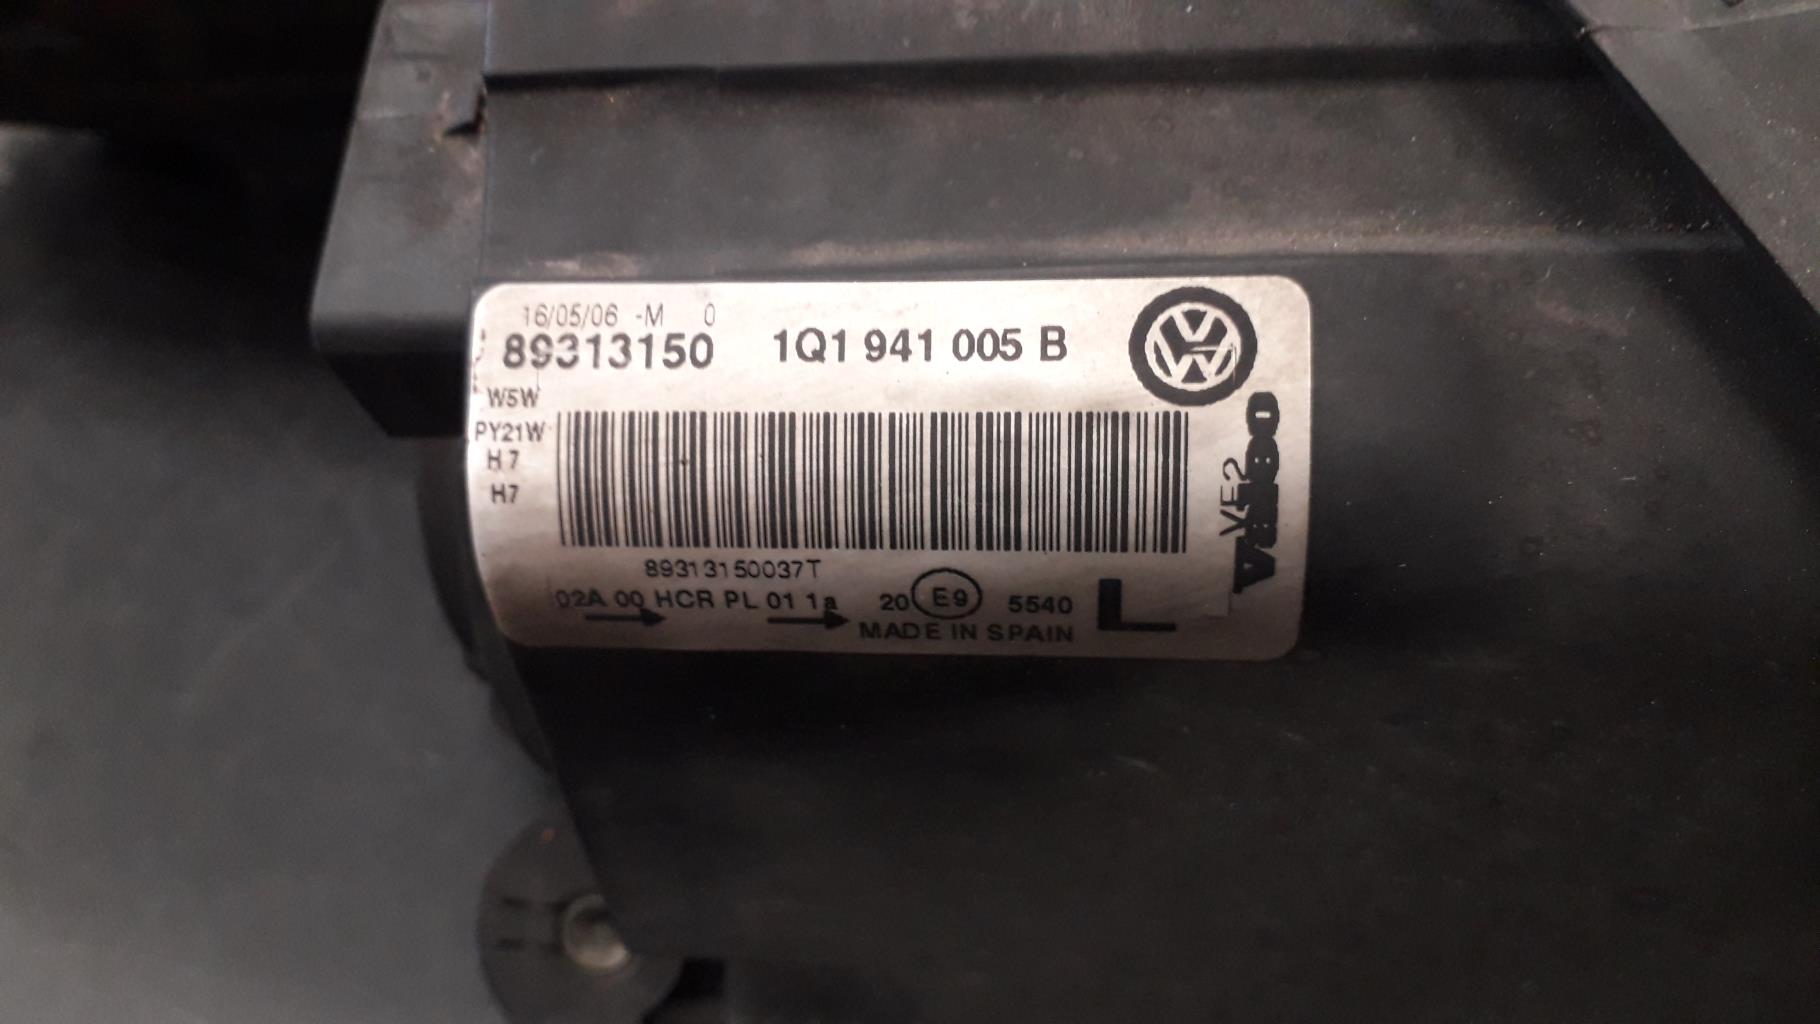 16/05/06 -M 0
89313150 1Q1 941 005 B
W5W
PY21W
H7
H7
VE2
VALEO
89313150037T
02A 00 HCR PL 01 1a 20 E9 5540
MADE IN SPAIN
L